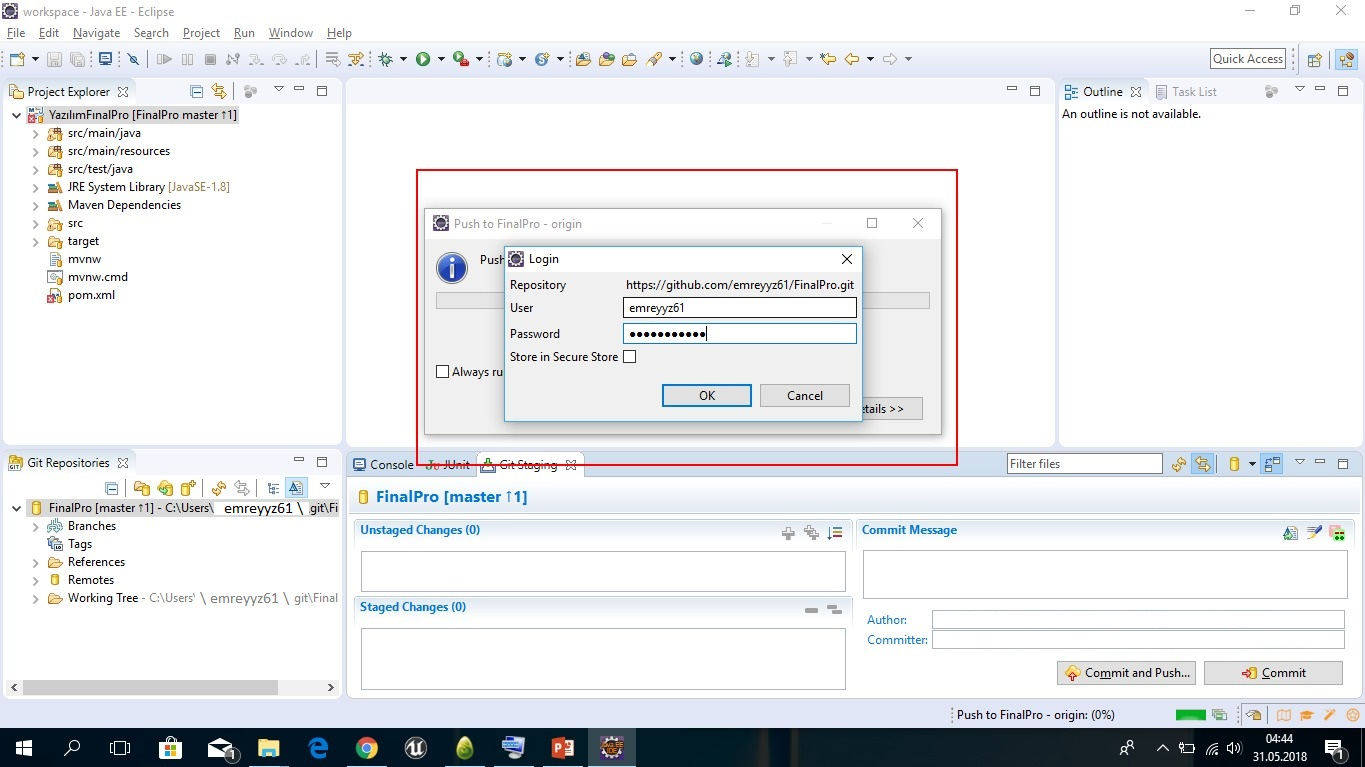 workspace - Java EE - Eclipse
File Edit Navigate Search Project Run Window Help
Quick Access
Project Explorer
YazılımFinalPro [FinalPro master ↑1]
src/main/java
src/main/resources
src/test/java
JRE System Library [JavaSE-1.8]
Maven Dependencies
src
target
mvnw
mvnw.cmd
pom.xml
Outline
Task List
An outline is not available.
Push to FinalPro - origin
Push
Always ru
etails >>
Login
Repository https://github.com/emreyyz61/FinalPro.git
User emreyyz61
Password ●●●●●●●●●●●
Store in Secure Store
OK Cancel
Git Repositories
FinalPro [master ↑1] - C:\Users\ emreyyz61 \ git\Fi
Branches
Tags
References
Remotes
Working Tree - C:\Users' \ emreyyz61 \ git\Final
Console JUnit Git Staging
Filter files
FinalPro [master ↑1]
Unstaged Changes (0)
Staged Changes (0)
Commit Message
Author:
Committer:
Commit and Push... Commit
Push to FinalPro - origin: (0%)
1
04:44
31.05.2018
1